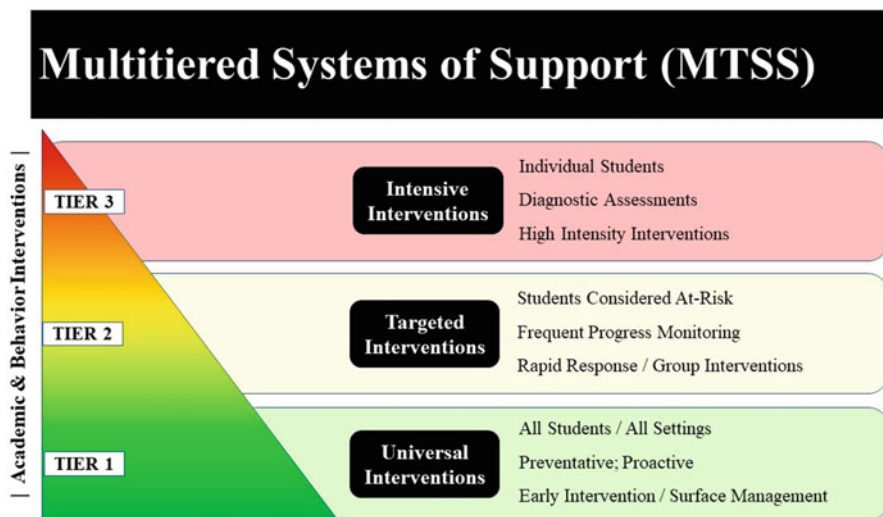 Multitiered Systems of Support (MTSS)
| Academic & Behavior Interventions |
TIER 3
Intensive
Interventions
Individual Students
Diagnostic Assessments
High Intensity Interventions
TIER 2
Targeted
Interventions
Students Considered At-Risk
Frequent Progress Monitoring
Rapid Response / Group Interventions
TIER 1
Universal
Interventions
All Students / All Settings
Preventative; Proactive
Early Intervention / Surface Management